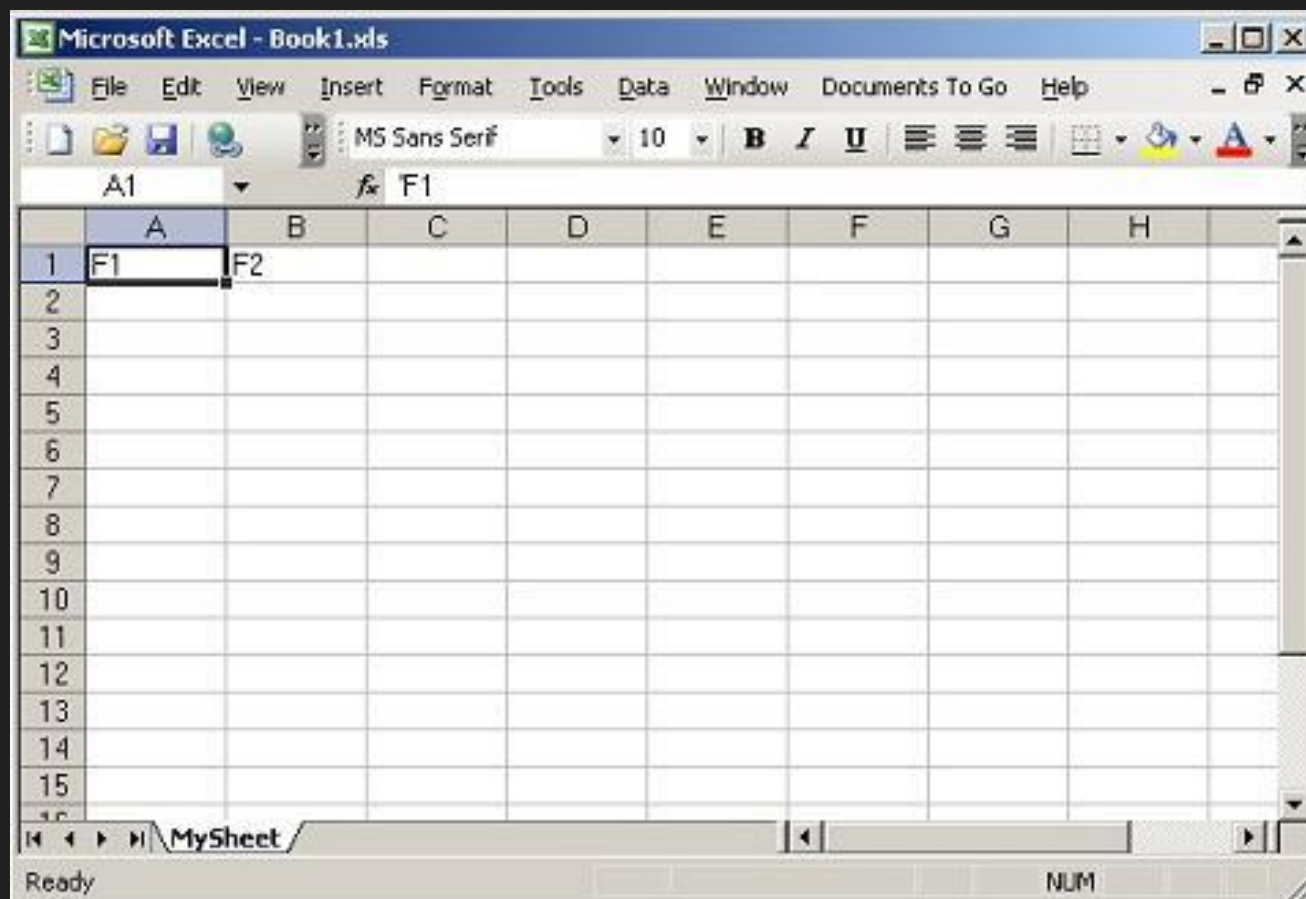 Microsoft Excel - Book1.xls
File Edit View Insert Format Tools Data Window Documents To Go Help
MS Sans Serif 10 B I U A
A1 fx 'F1
A B C D E F G H
1 F1 F2
2
3
4
5
6
7
8
9
10
11
12
13
14
15
MySheet
Ready NUM